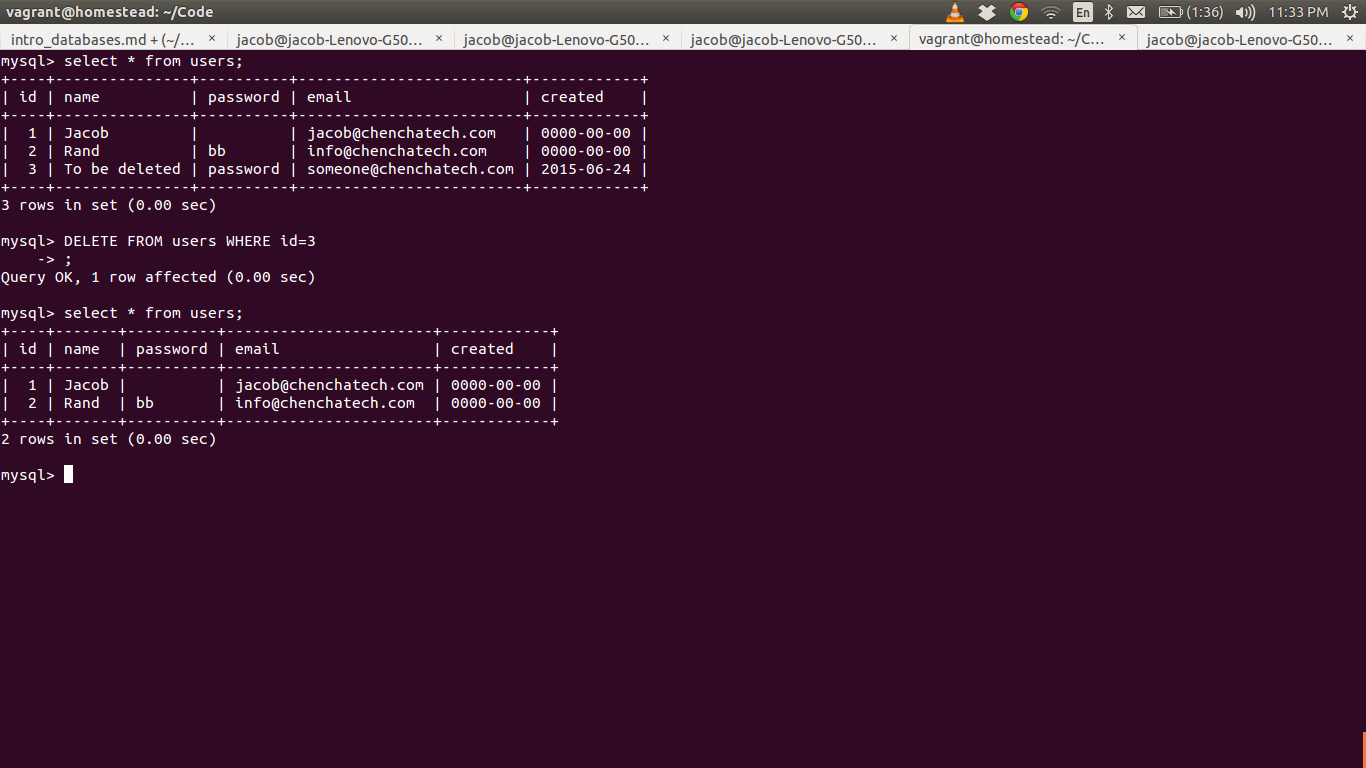 vagrant@homestead: ~/Code
En
(1:36)
11:33 PM
intro_databases.md + (~/... × jacob@jacob-Lenovo-G50... × jacob@jacob-Lenovo-G50... × jacob@jacob-Lenovo-G50... × vagrant@homestead: ~/C... × jacob@jacob-Lenovo-G50... ×
mysql> select * from users;
+----+---------------+----------+-------------------------+------------+
| id | name          | password | email                   | created    |
+----+---------------+----------+-------------------------+------------+
|  1 | Jacob         |          | jacob@chenchatech.com   | 0000-00-00 |
|  2 | Rand          | bb       | info@chenchatech.com    | 0000-00-00 |
|  3 | To be deleted | password | someone@chenchatech.com | 2015-06-24 |
+----+---------------+----------+-------------------------+------------+
3 rows in set (0.00 sec)
mysql> DELETE FROM users WHERE id=3
    -> ;
Query OK, 1 row affected (0.00 sec)
mysql> select * from users;
+----+-------+----------+-----------------------+------------+
| id | name  | password | email                 | created    |
+----+-------+----------+-----------------------+------------+
|  1 | Jacob |          | jacob@chenchatech.com | 0000-00-00 |
|  2 | Rand  | bb       | info@chenchatech.com  | 0000-00-00 |
+----+-------+----------+-----------------------+------------+
2 rows in set (0.00 sec)
mysql>